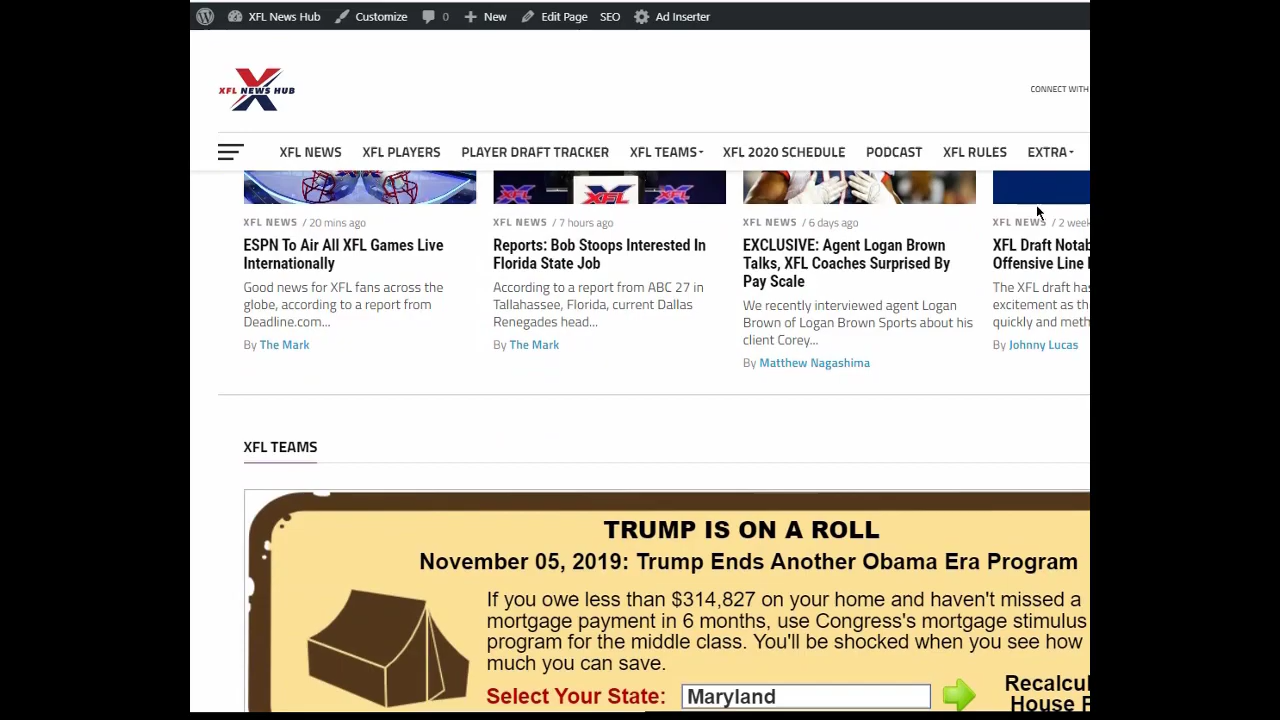 XFL News Hub Customize 0 New Edit Page SEO Ad Inserter
XFL NEWS HUB
CONNECT WITH
XFL NEWS XFL PLAYERS PLAYER DRAFT TRACKER XFL TEAMS XFL 2020 SCHEDULE PODCAST XFL RULES EXTRA
XFL XFL XFL
XFL NEWS / 20 mins ago
ESPN To Air All XFL Games Live
Internationally
Good news for XFL fans across the
globe, according to a report from
Deadline.com...
By The Mark
XFL NEWS / 7 hours ago
Reports: Bob Stoops Interested In
Florida State Job
According to a report from ABC 27 in
Tallahassee, Florida, current Dallas
Renegades head...
By The Mark
XFL NEWS / 6 days ago
EXCLUSIVE: Agent Logan Brown
Talks, XFL Coaches Surprised By
Pay Scale
We recently interviewed agent Logan
Brown of Logan Brown Sports about his
client Corey...
By Matthew Nagashima
XFL NEWS / 2 week
XFL Draft Notab
Offensive Line
The XFL draft has
excitement as th
quickly and meth
By Johnny Lucas
XFL TEAMS
TRUMP IS ON A ROLL
November 05, 2019: Trump Ends Another Obama Era Program
If you owe less than $314,827 on your home and haven't missed a
mortgage payment in 6 months, use Congress's mortgage stimulus
program for the middle class. You'll be shocked when you see how
much you can save.
Select Your State: Maryland
Recalcul
House